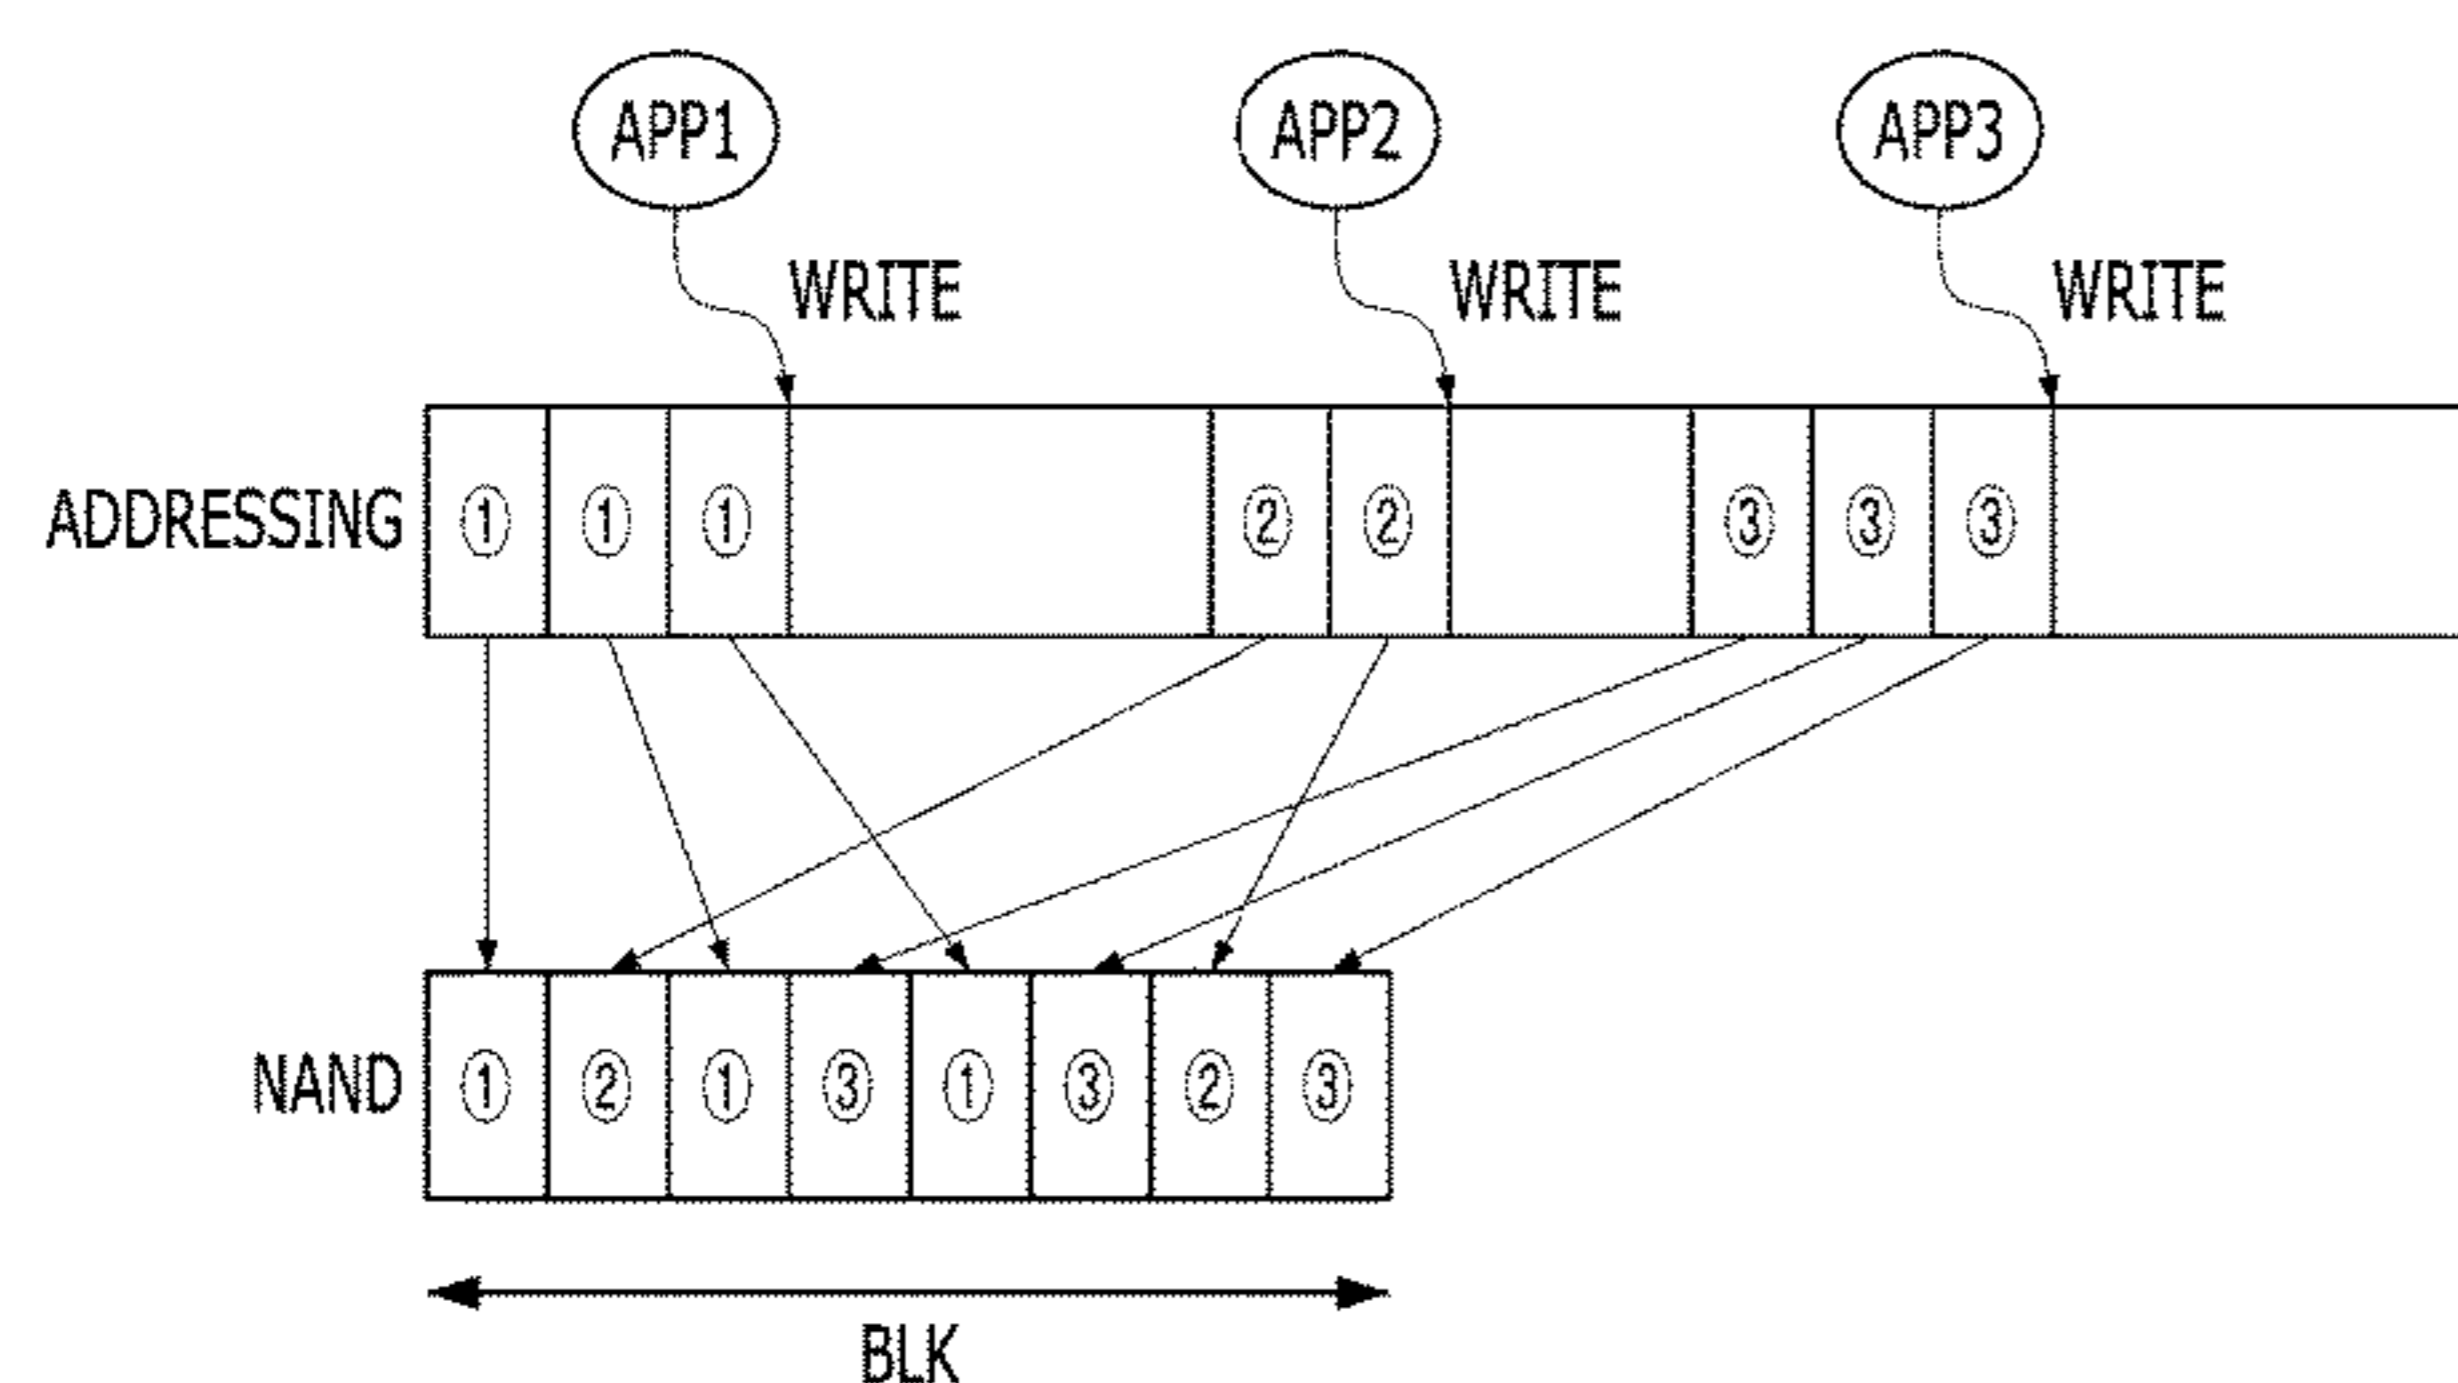 APP1 APP2 APP3
WRITE WRITE WRITE
ADDRESSING ① ① ① ② ② ③ ③ ③
NAND ① ② ① ③ ① ③ ② ③
BLK